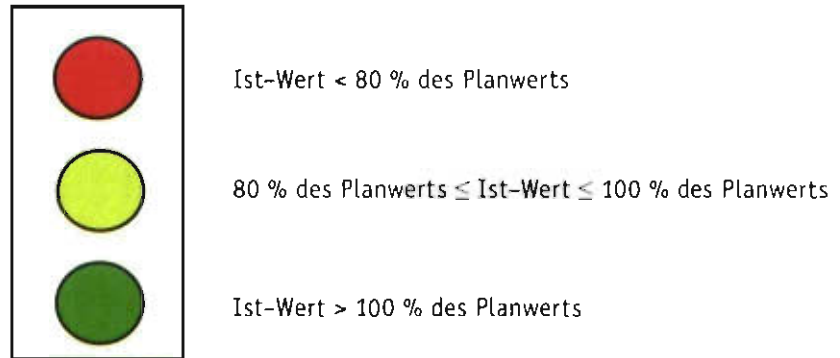 Ist-Wert < 80 % des Planwerts
80 % des Planwerts ≤ Ist-Wert ≤ 100 % des Planwerts
Ist-Wert > 100 % des Planwerts